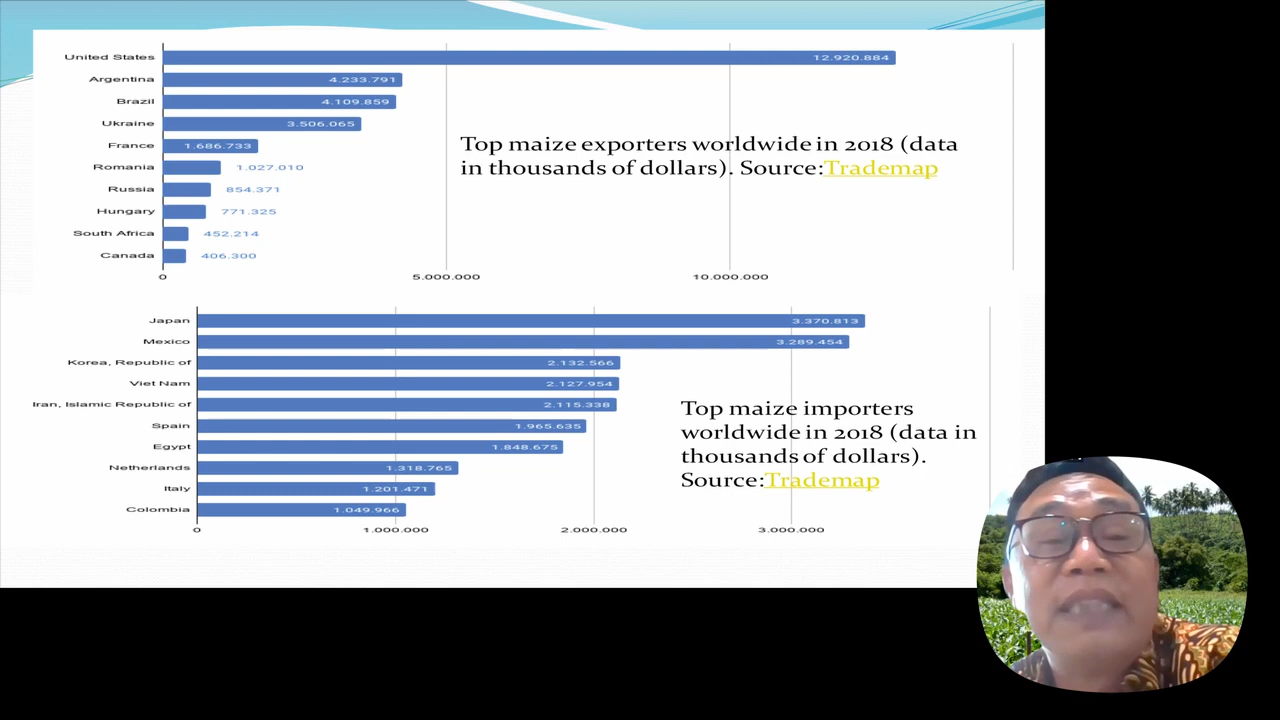 United States 12.920.884
Argentina 4.233.791
Brazil 4.109.859
Ukraine 3.506.065
France 1.686.733
Romania 1.027.010
Russia 854.371
Hungary 771.325
South Africa 452.214
Canada 406.300
0 5.000.000 10.000.000
Top maize exporters worldwide in 2018 (data
in thousands of dollars). Source:Trademap
Japan 3.370.813
Mexico 3.289.454
Korea, Republic of 2.132.566
Viet Nam 2.127.954
Iran, Islamic Republic of 2.115.338
Spain 1.965.635
Egypt 1.848.675
Netherlands 1.318.765
Italy 1.201.471
Colombia 1.049.966
0 1.000.000 2.000.000 3.000.000
Top maize importers
worldwide in 2018 (data in
thousands of dollars).
Source:Trademap